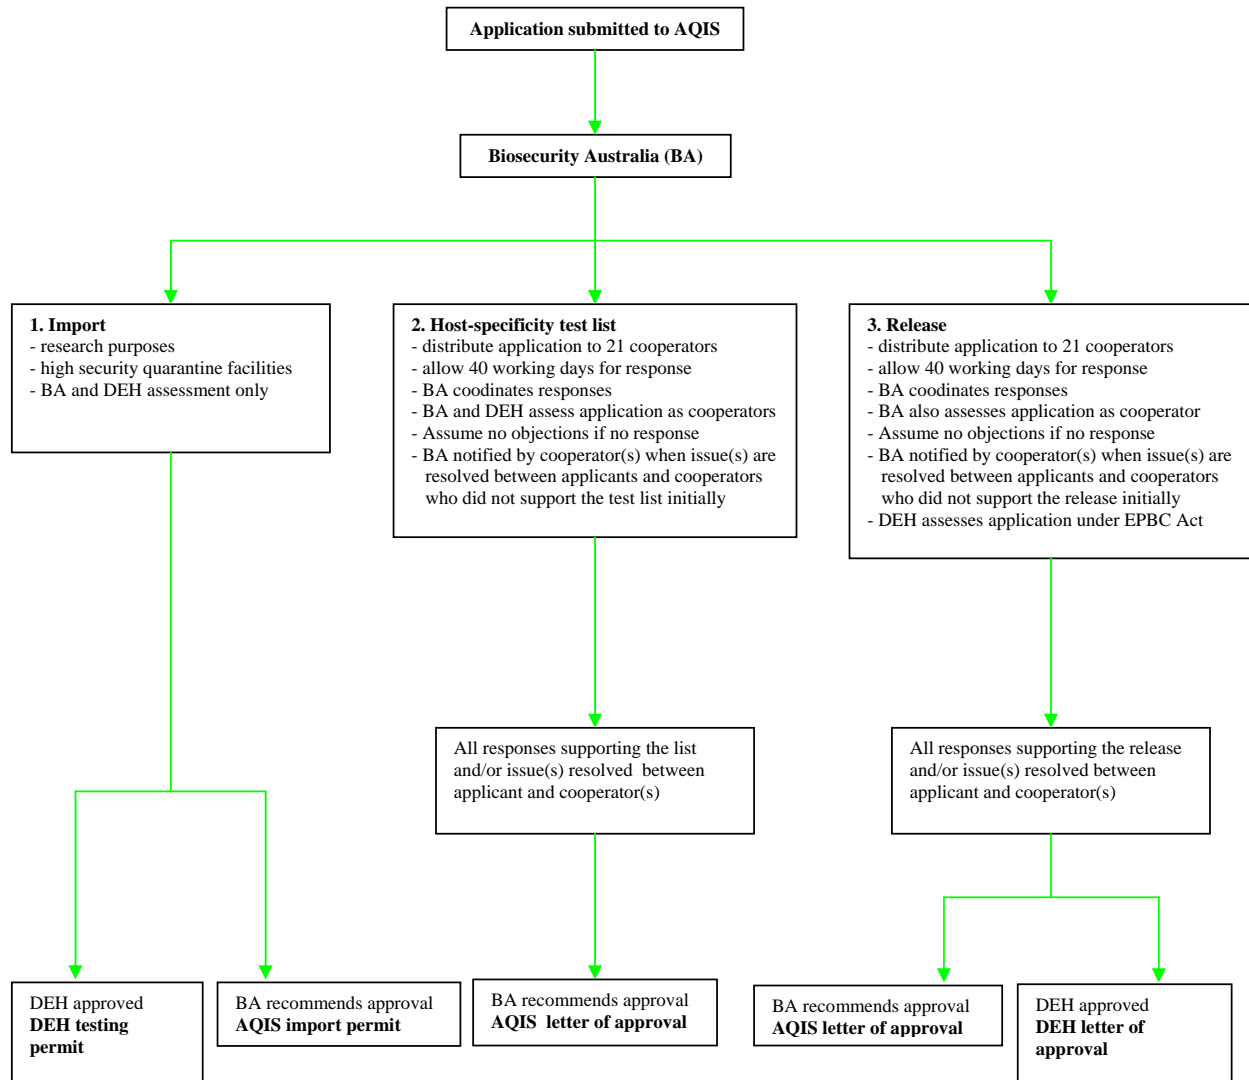 Application submitted to AQIS
Biosecurity Australia (BA)
1. Import
- research purposes
- high security quarantine facilities
- BA and DEH assessment only
2. Host-specificity test list
- distribute application to 21 cooperators
- allow 40 working days for response
- BA coodinates responses
- BA and DEH assess application as cooperators
- Assume no objections if no response
- BA notified by cooperator(s) when issue(s) are
resolved between applicants and cooperators
who did not support the test list initially
3. Release
- distribute application to 21 cooperators
- allow 40 working days for response
- BA coodinates responses
- BA also assesses application as cooperator
- Assume no objections if no response
- BA notified by cooperator(s) when issue(s) are
resolved between applicants and cooperators
who did not support the release initially
- DEH assesses application under EPBC Act
All responses supporting the list
and/or issue(s) resolved between
applicant and cooperator(s)
All responses supporting the release
and/or issue(s) resolved between
applicant and cooperator(s)
DEH approved
DEH testing
permit
BA recommends approval
AQIS import permit
BA recommends approval
AQIS letter of approval
BA recommends approval
AQIS letter of approval
DEH approved
DEH letter of
approval